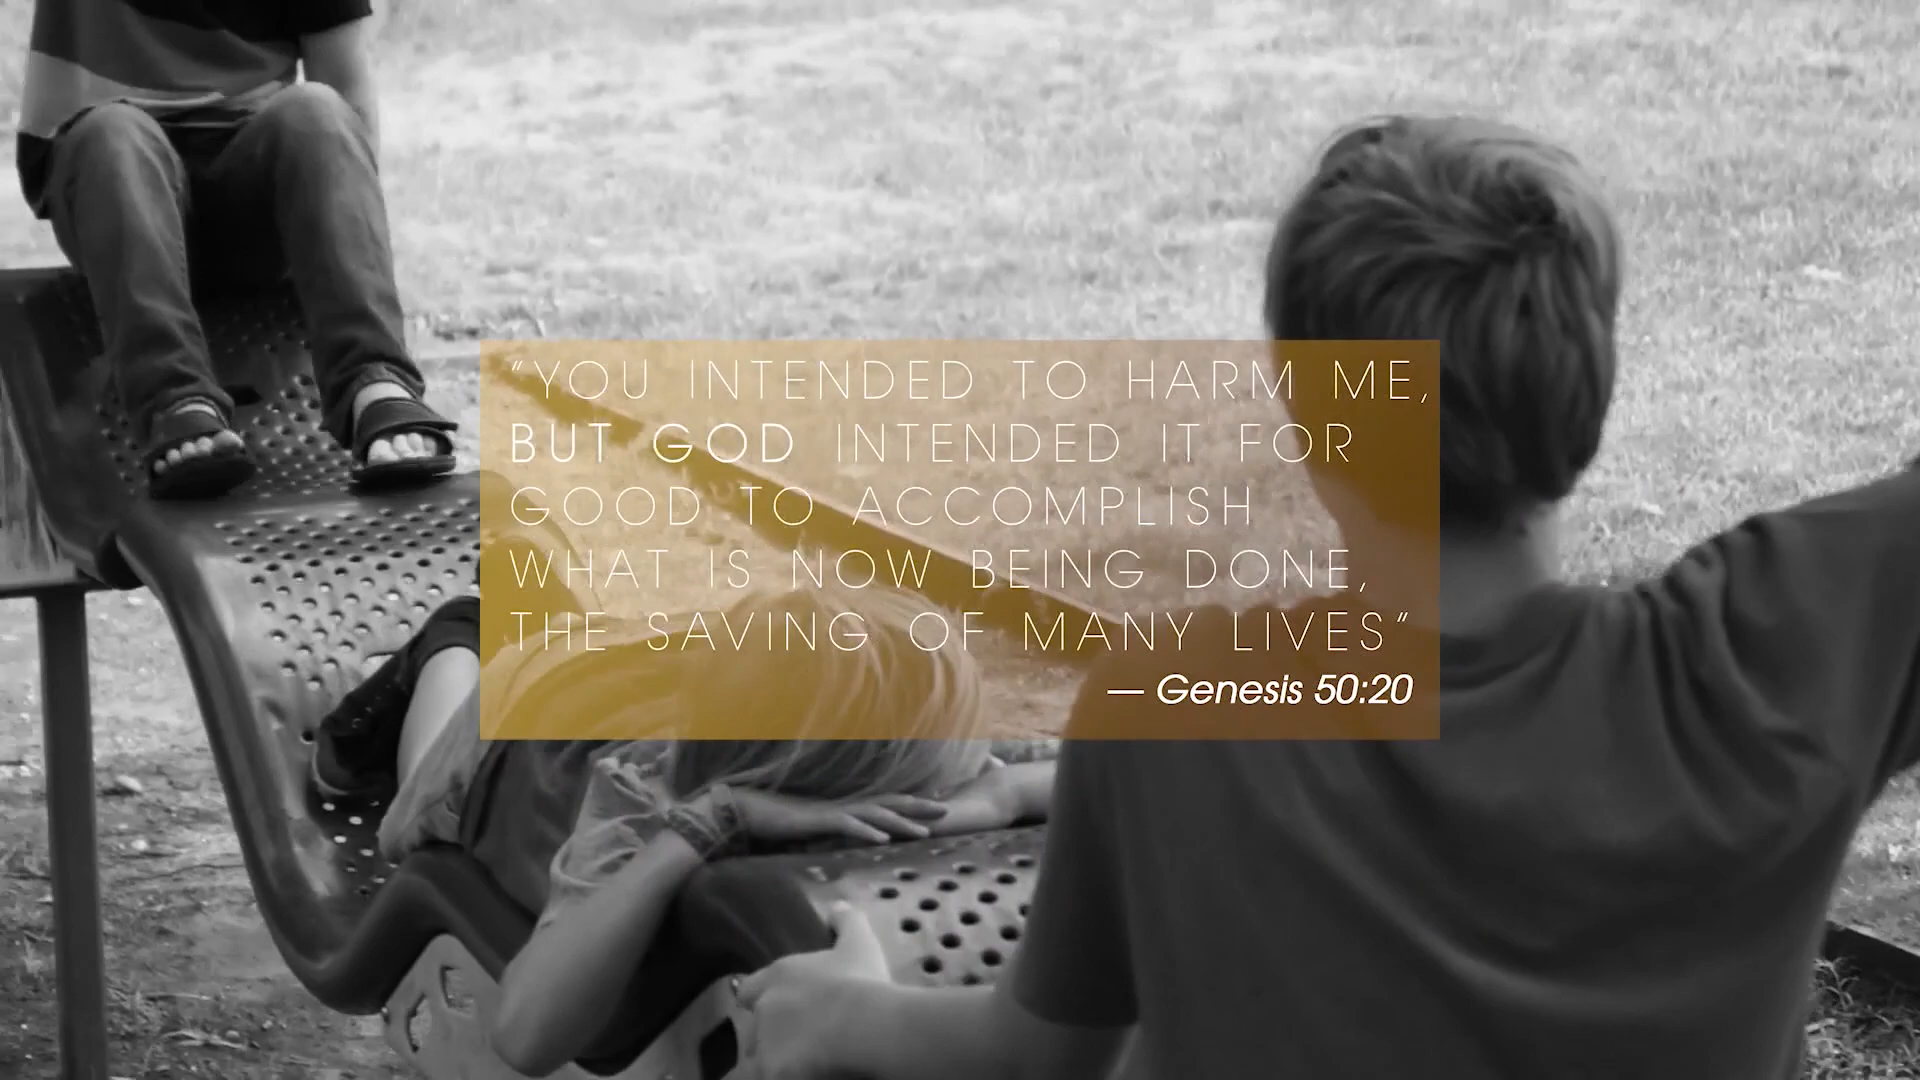 “YOU INTENDED TO HARM ME,
BUT GOD INTENDED IT FOR
GOOD TO ACCOMPLISH
WHAT IS NOW BEING DONE,
THE SAVING OF MANY LIVES”
— Genesis 50:20